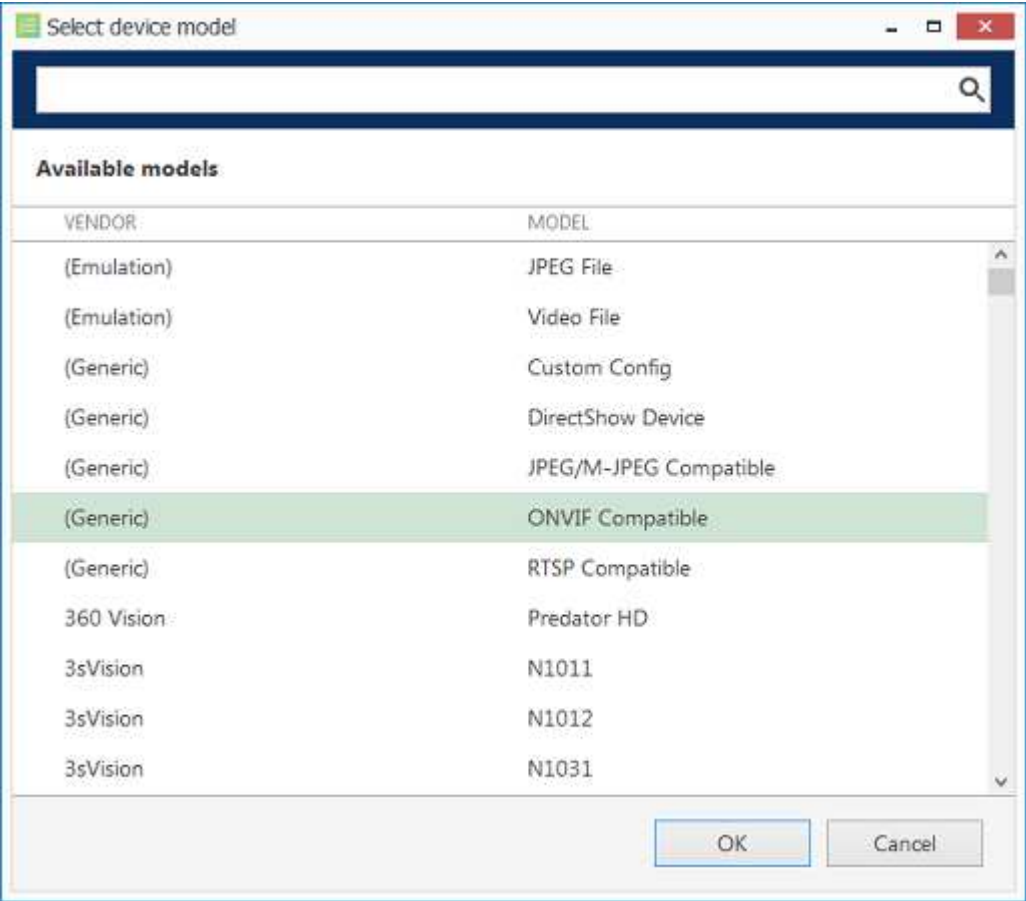 Select device model
Available models
VENDOR MODEL
(Emulation) JPEG File
(Emulation) Video File
(Generic) Custom Config
(Generic) DirectShow Device
(Generic) JPEG/M-JPEG Compatible
(Generic) ONVIF Compatible
(Generic) RTSP Compatible
360 Vision Predator HD
3sVision N1011
3sVision N1012
3sVision N1031
OK Cancel